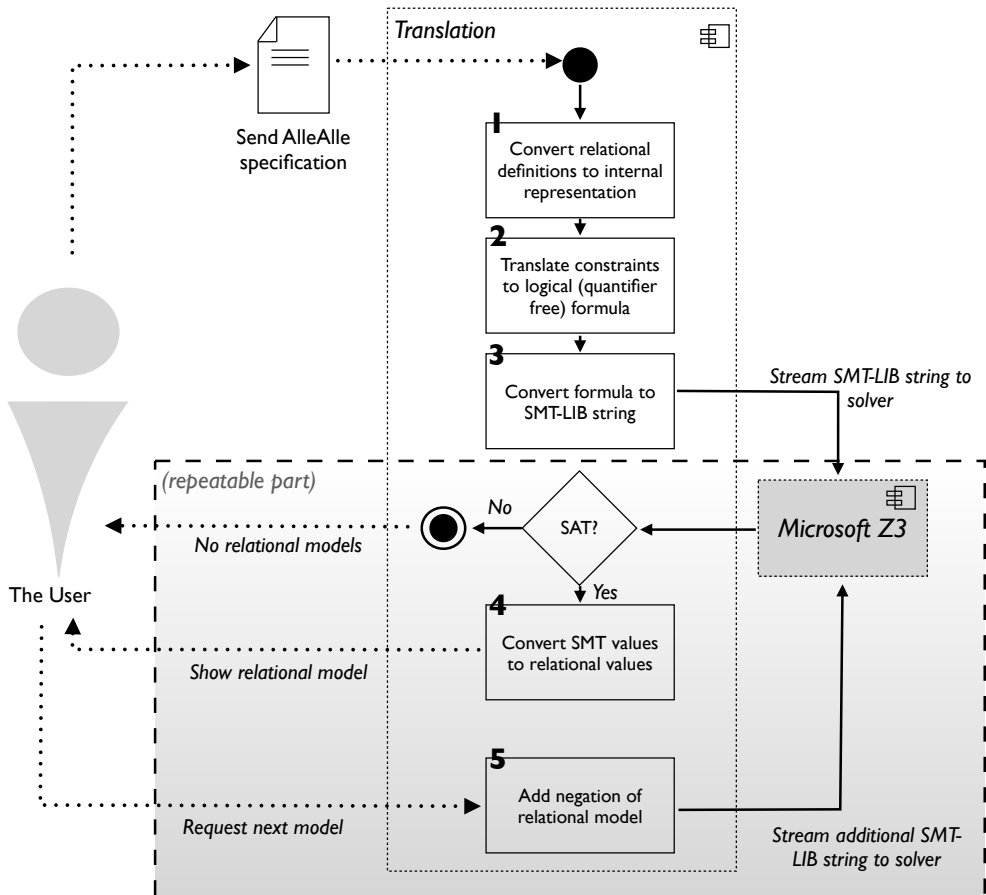 Translation
Send AlleAlle
specification
1
Convert relational
definitions to internal
representation
2
Translate constraints
to logical (quantifier
free) formula
3
Convert formula to
SMT-LIB string
Stream SMT-LIB string to
solver
(repeatable part)
No
SAT?
Microsoft Z3
No relational models
Yes
The User
4
Convert SMT values
to relational values
Show relational model
5
Add negation of
relational model
Request next model
Stream additional SMT-
LIB string to solver